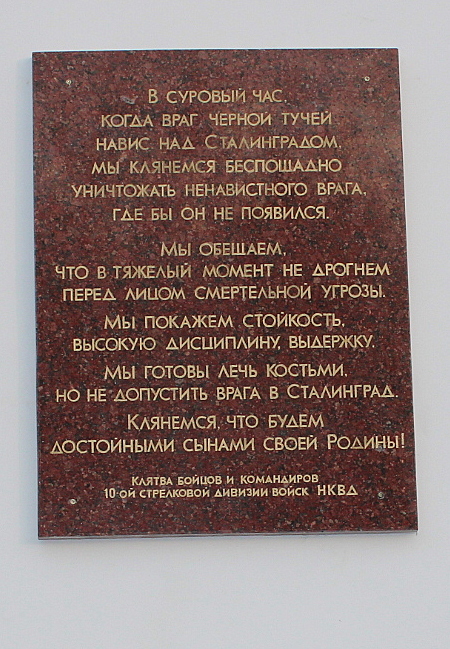 В СУРОВЫЙ ЧАС,
КОГДА ВРАГ ЧЕРНОЙ ТУЧЕЙ
НАВИС НАД СТАЛИНГРАДОМ,
МЫ КЛЯНЕМСЯ БЕСПОЩАДНО
УНИЧТОЖАТЬ НЕНАВИСТНОГО ВРАГА,
ГДЕ БЫ ОН НЕ ПОЯВИЛСЯ.
МЫ ОБЕЩАЕМ,
ЧТО В ТЯЖЕЛЫЙ МОМЕНТ НЕ ДРОГНЕМ
ПЕРЕД ЛИЦОМ СМЕРТЕЛЬНОЙ УГРОЗЫ.
МЫ ПОКАЖЕМ СТОЙКОСТЬ,
ВЫСОКУЮ ДИСЦИПЛИНУ, ВЫДЕРЖКУ.
МЫ ГОТОВЫ ЛЕЧЬ КОСТЬМИ,
НО НЕ ДОПУСТИТЬ ВРАГА В СТАЛИНГРАД.
КЛЯНЕМСЯ, ЧТО БУДЕМ
ДОСТОЙНЫМИ СЫНАМИ СВОЕЙ РОДИНЫ!
КЛЯТВА БОЙЦОВ И КОМАНДИРОВ
10-ОЙ СТРЕЛКОВОЙ ДИВИЗИИ ВОЙСК НКВД